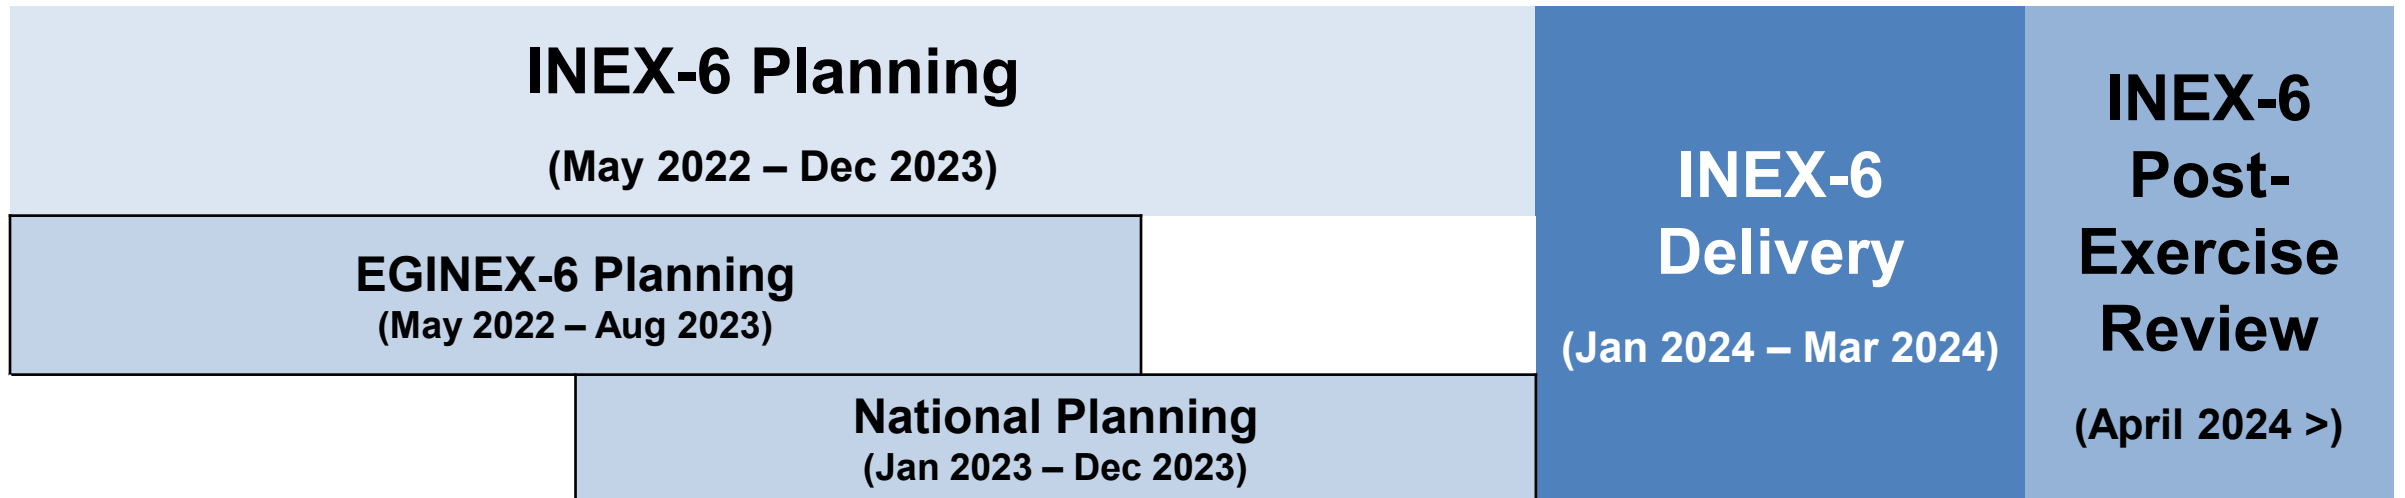 INEX-6 Planning
(May 2022 – Dec 2023)
EGINEX-6 Planning
(May 2022 – Aug 2023)
National Planning
(Jan 2023 – Dec 2023)
INEX-6
Delivery
(Jan 2024 – Mar 2024)
INEX-6
Post-
Exercise
Review
(April 2024 >)